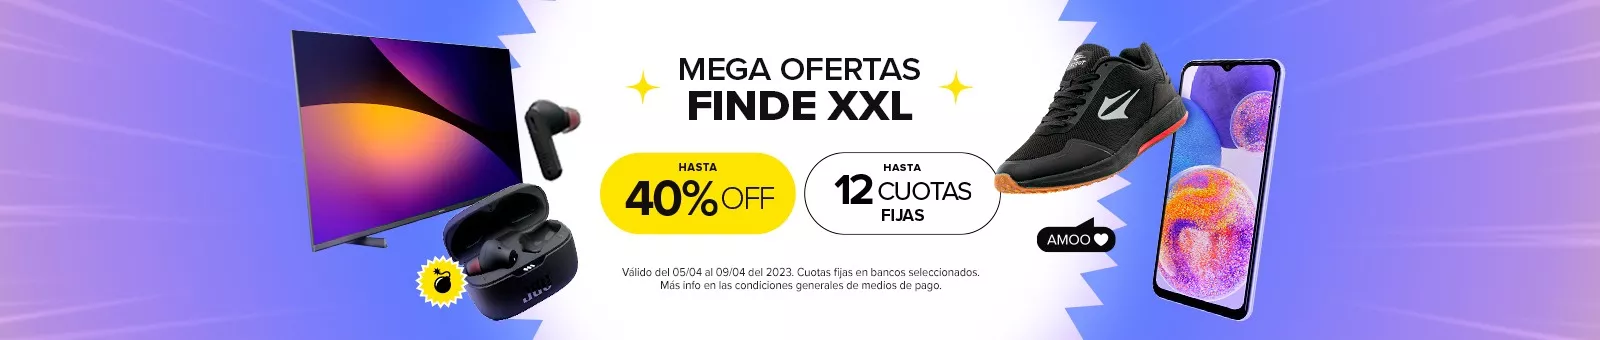 MEGA OFERTAS
FINDE XXL
HASTA
40% OFF
HASTA
12 CUOTAS
FIJAS
AMOO
Válido del 05/04 al 09/04 del 2023. Cuotas fijas en bancos seleccionados.
Más info en las condiciones generales de medios de pago.